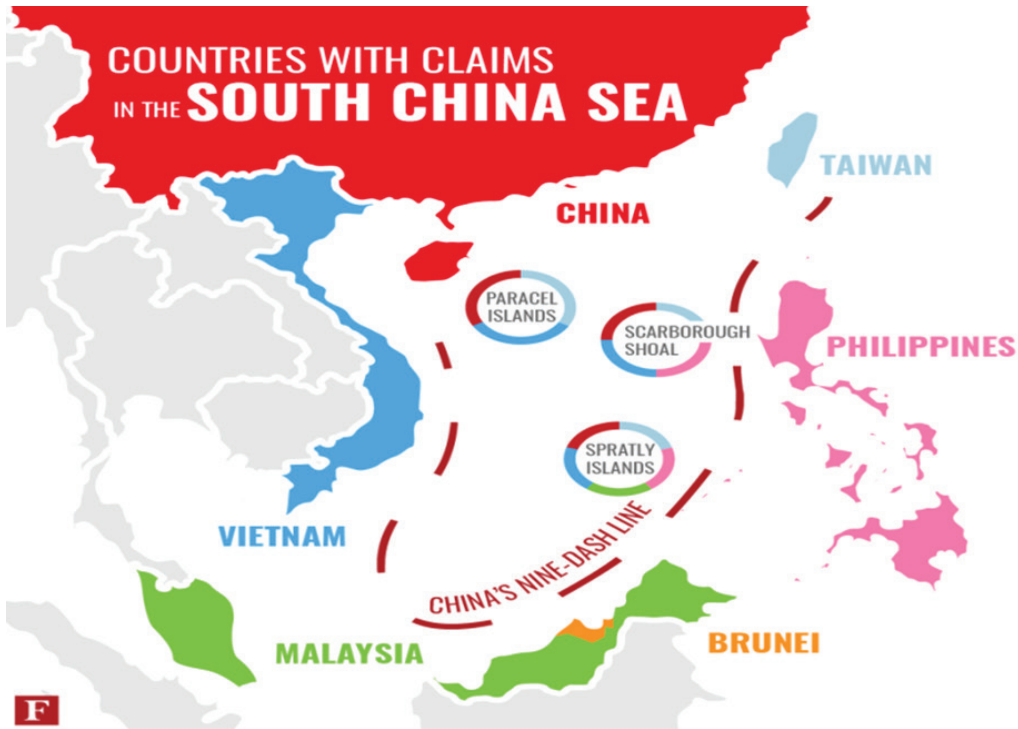 COUNTRIES WITH CLAIMS
IN THE SOUTH CHINA SEA
TAIWAN
CHINA
PARACEL
ISLANDS
SCARBOROUGH
SHOAL
PHILIPPINES
SPRATLY
ISLANDS
VIETNAM
CHINA'S NINE-DASH LINE
MALAYSIA
BRUNEI
F